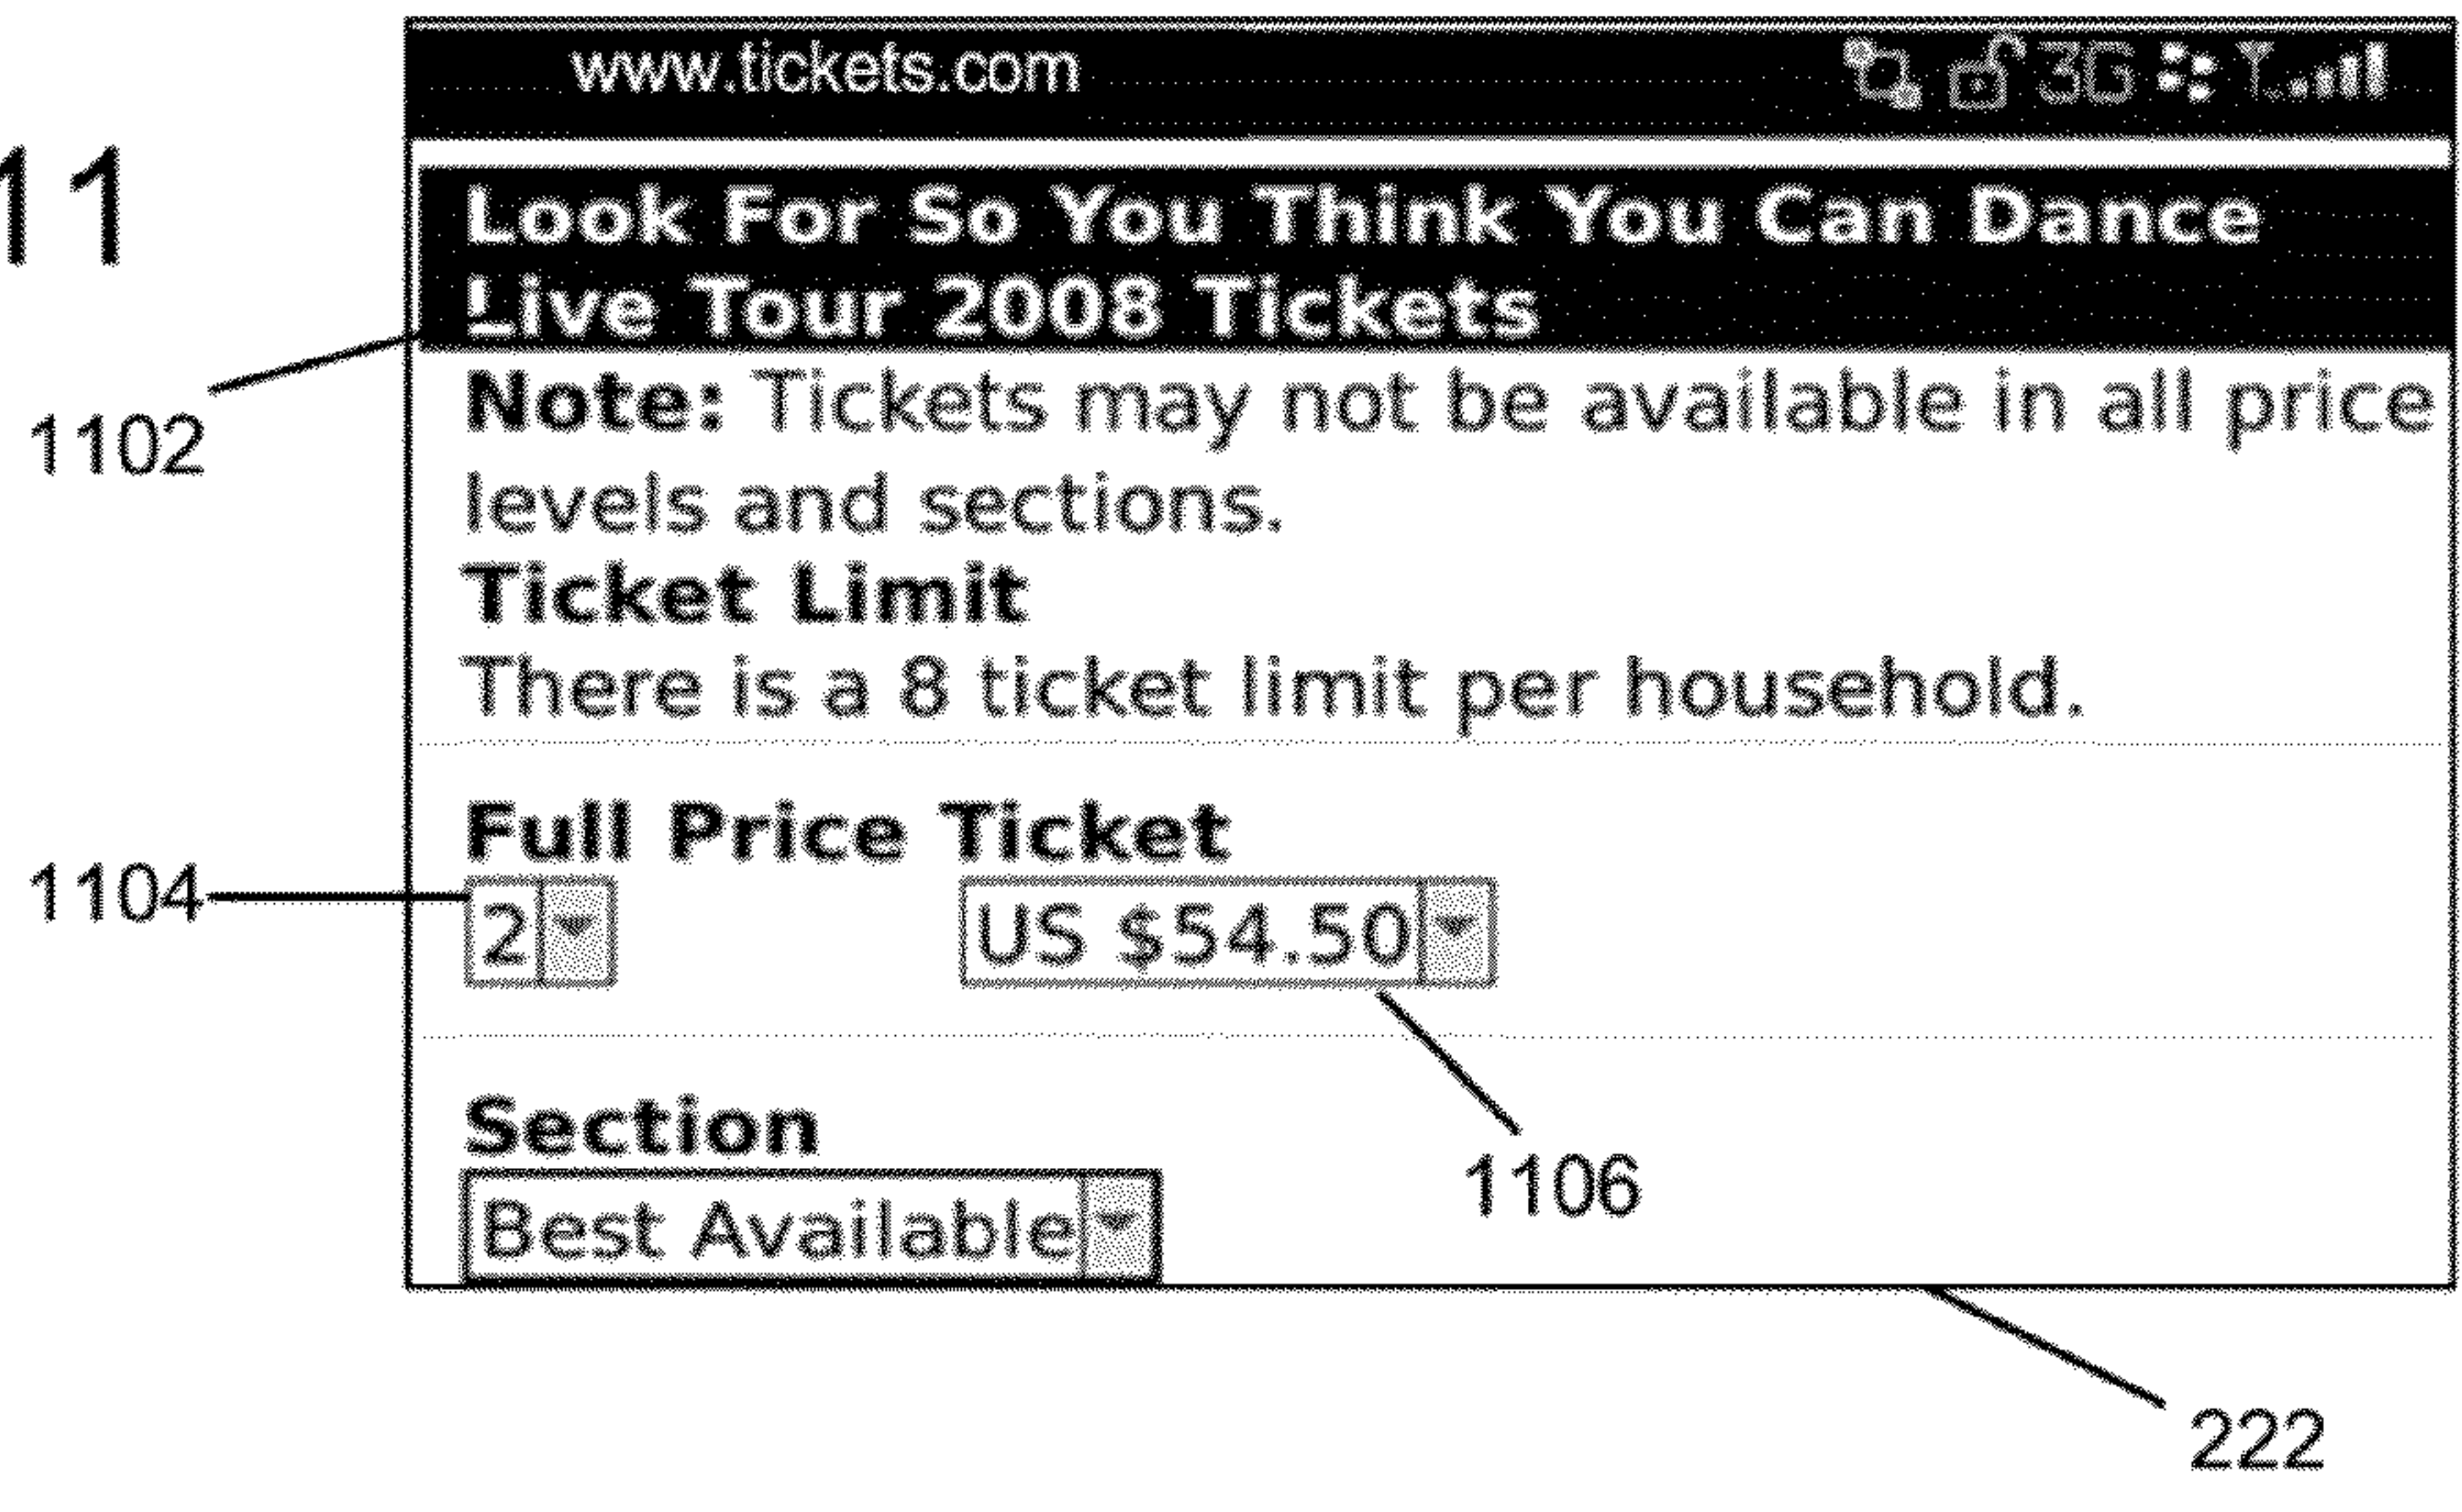 11
www.tickets.com 3G
Look For So You Think You Can Dance
Live Tour 2008 Tickets
1102
Note: Tickets may not be available in all price
levels and sections.
Ticket Limit
There is a 8 ticket limit per household.
Full Price Ticket
1104
2 US $54.50
Section
1106
Best Available
222